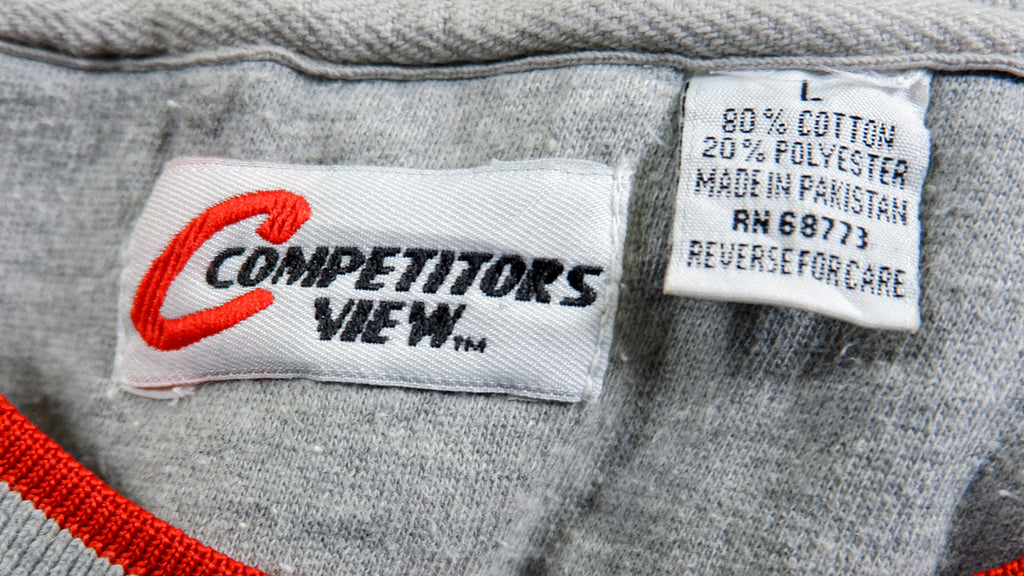 COMPETITORS
VIEW™
L
80% COTTON
20% POLYESTER
MADE IN PAKISTAN
RN 68773
REVERSE FOR CARE